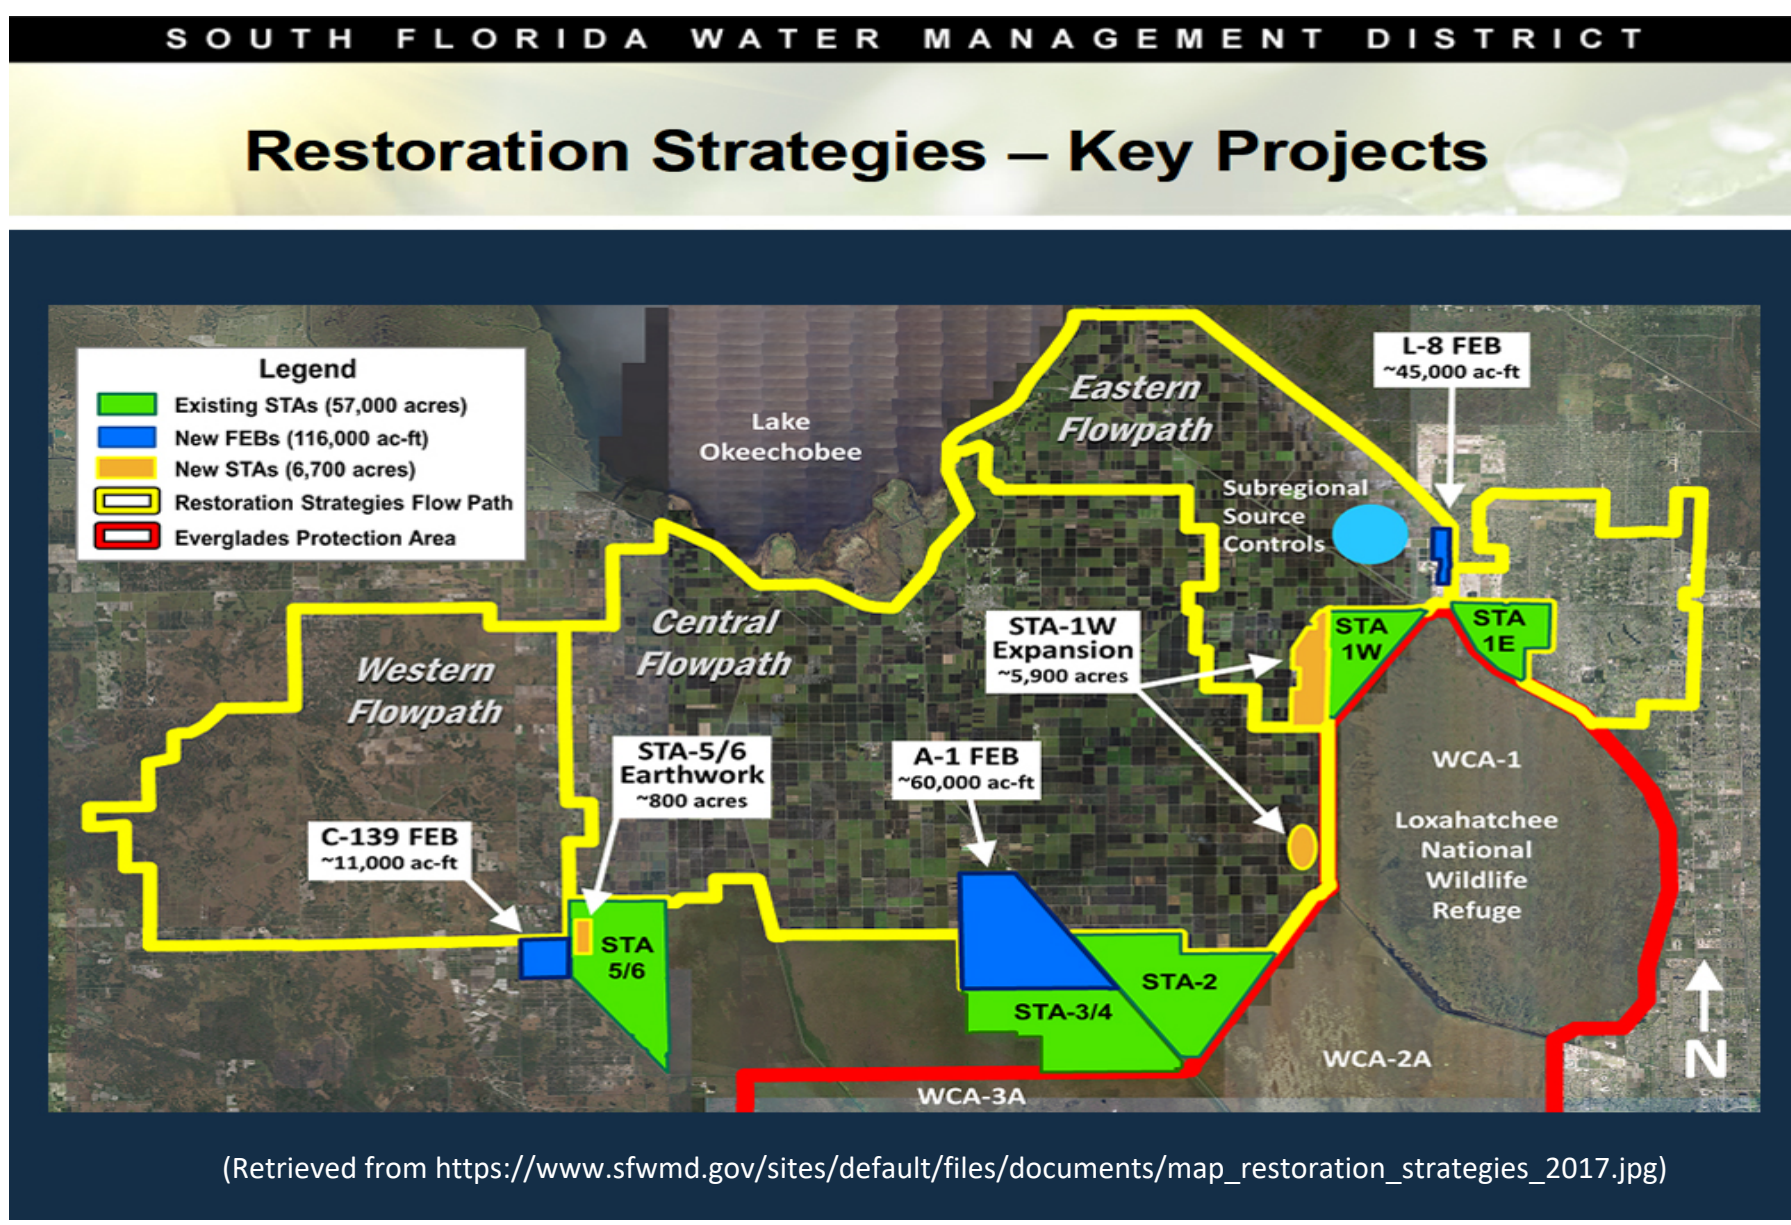 SOUTH FLORIDA WATER MANAGEMENT DISTRICT
Restoration Strategies – Key Projects
Legend
Existing STAs (57,000 acres)
New FEBs (116,000 ac-ft)
New STAs (6,700 acres)
Restoration Strategies Flow Path
Everglades Protection Area
Lake
Okeechobee
Eastern
Flowpath
L-8 FEB
~45,000 ac-ft
Subregional
Source
Controls
Central
Flowpath
Western
Flowpath
STA-1W
Expansion
~5,900 acres
STA
1W
STA
1E
STA-5/6
Earthwork
~800 acres
A-1 FEB
~60,000 ac-ft
C-139 FEB
~11,000 ac-ft
WCA-1
Loxahatchee
National
Wildlife
Refuge
STA
5/6
STA-2
STA-3/4
WCA-2A
WCA-3A
N
(Retrieved from https://www.sfwmd.gov/sites/default/files/documents/map_restoration_strategies_2017.jpg)